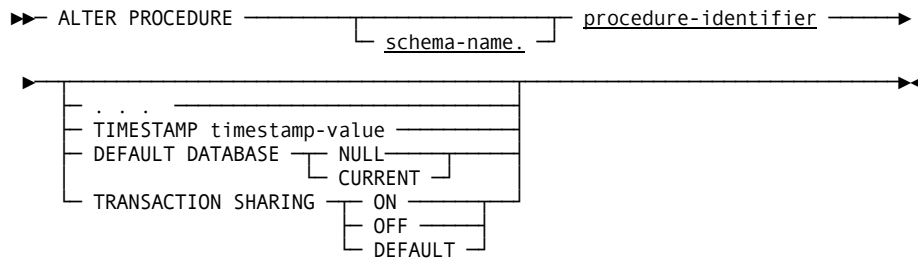 ALTER PROCEDURE procedure-identifier
schema-name.
. . .
TIMESTAMP timestamp-value
DEFAULT DATABASE NULL
CURRENT
TRANSACTION SHARING ON
OFF
DEFAULT